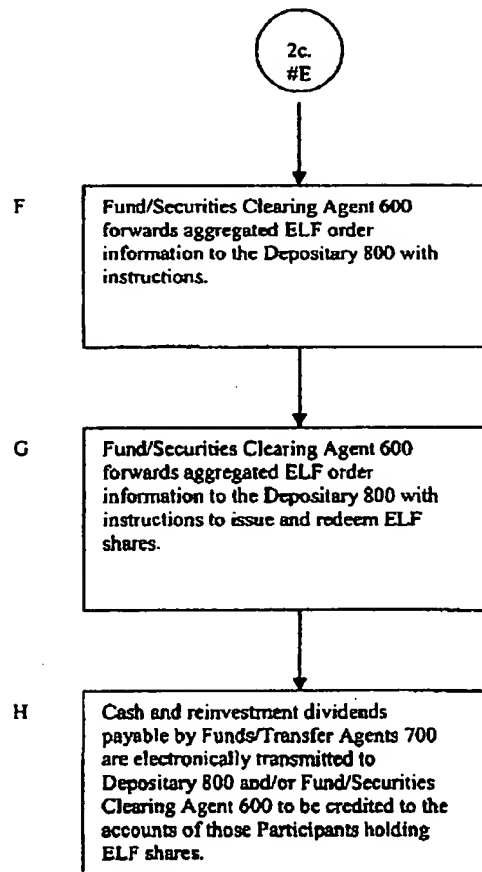 2c.
#E
F
Fund/Securities Clearing Agent 600
forwards aggregated ELF order
information to the Depositary 800 with
instructions.
G
Fund/Securities Clearing Agent 600
forwards aggregated ELF order
information to the Depositary 800 with
instructions to issue and redeem ELF
shares.
H
Cash and reinvestment dividends
payable by Funds/Transfer Agents 700
are electronically transmitted to
Depositary 800 and/or Fund/Securities
Clearing Agent 600 to be credited to the
accounts of those Participants holding
ELF shares.